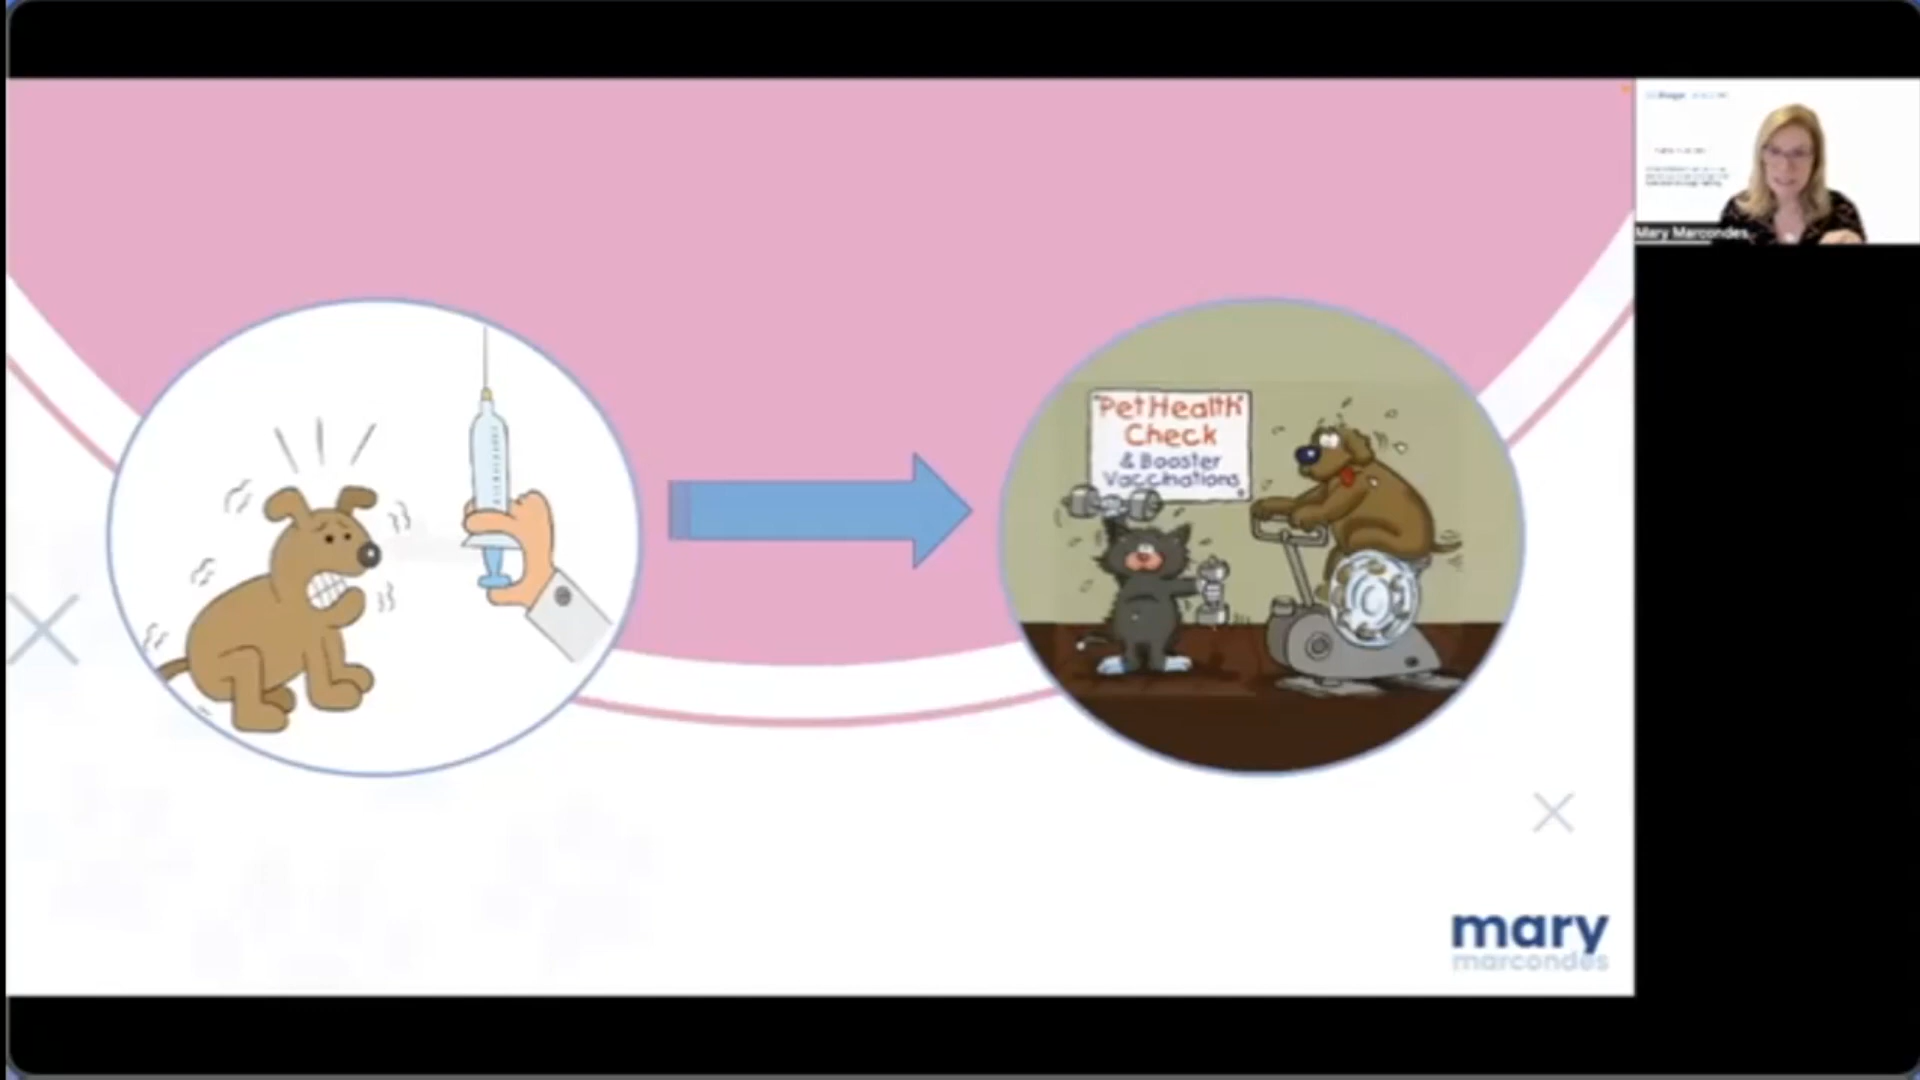 "Pet Health"
Check
& Booster
Vaccinations
Mary Marcondes
mary
marcondes